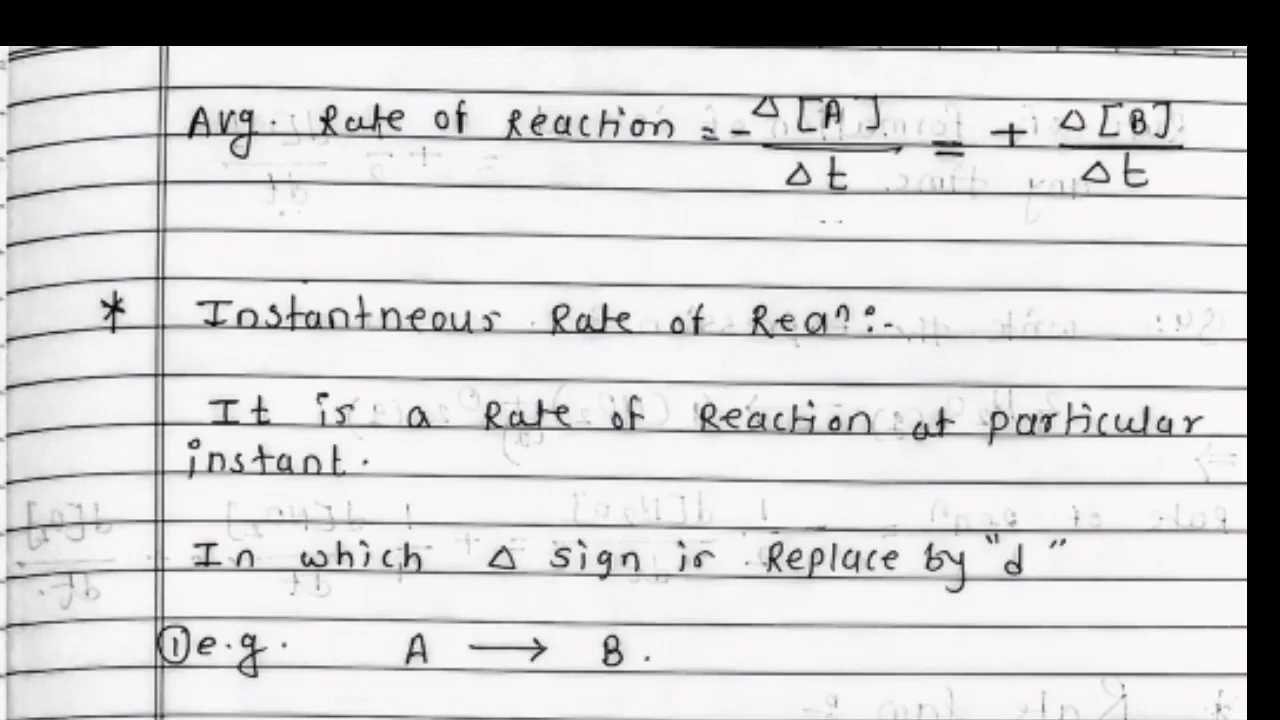 Avg. Rate of Reaction = - Δ[A] / Δt = + Δ[B] / Δt
* Instantneous Rate of Reaⁿ:-
It is a Rate of Reaction at particular
instant.
In which Δ sign is Replace by "d"
① e.g. A ⟶ B.